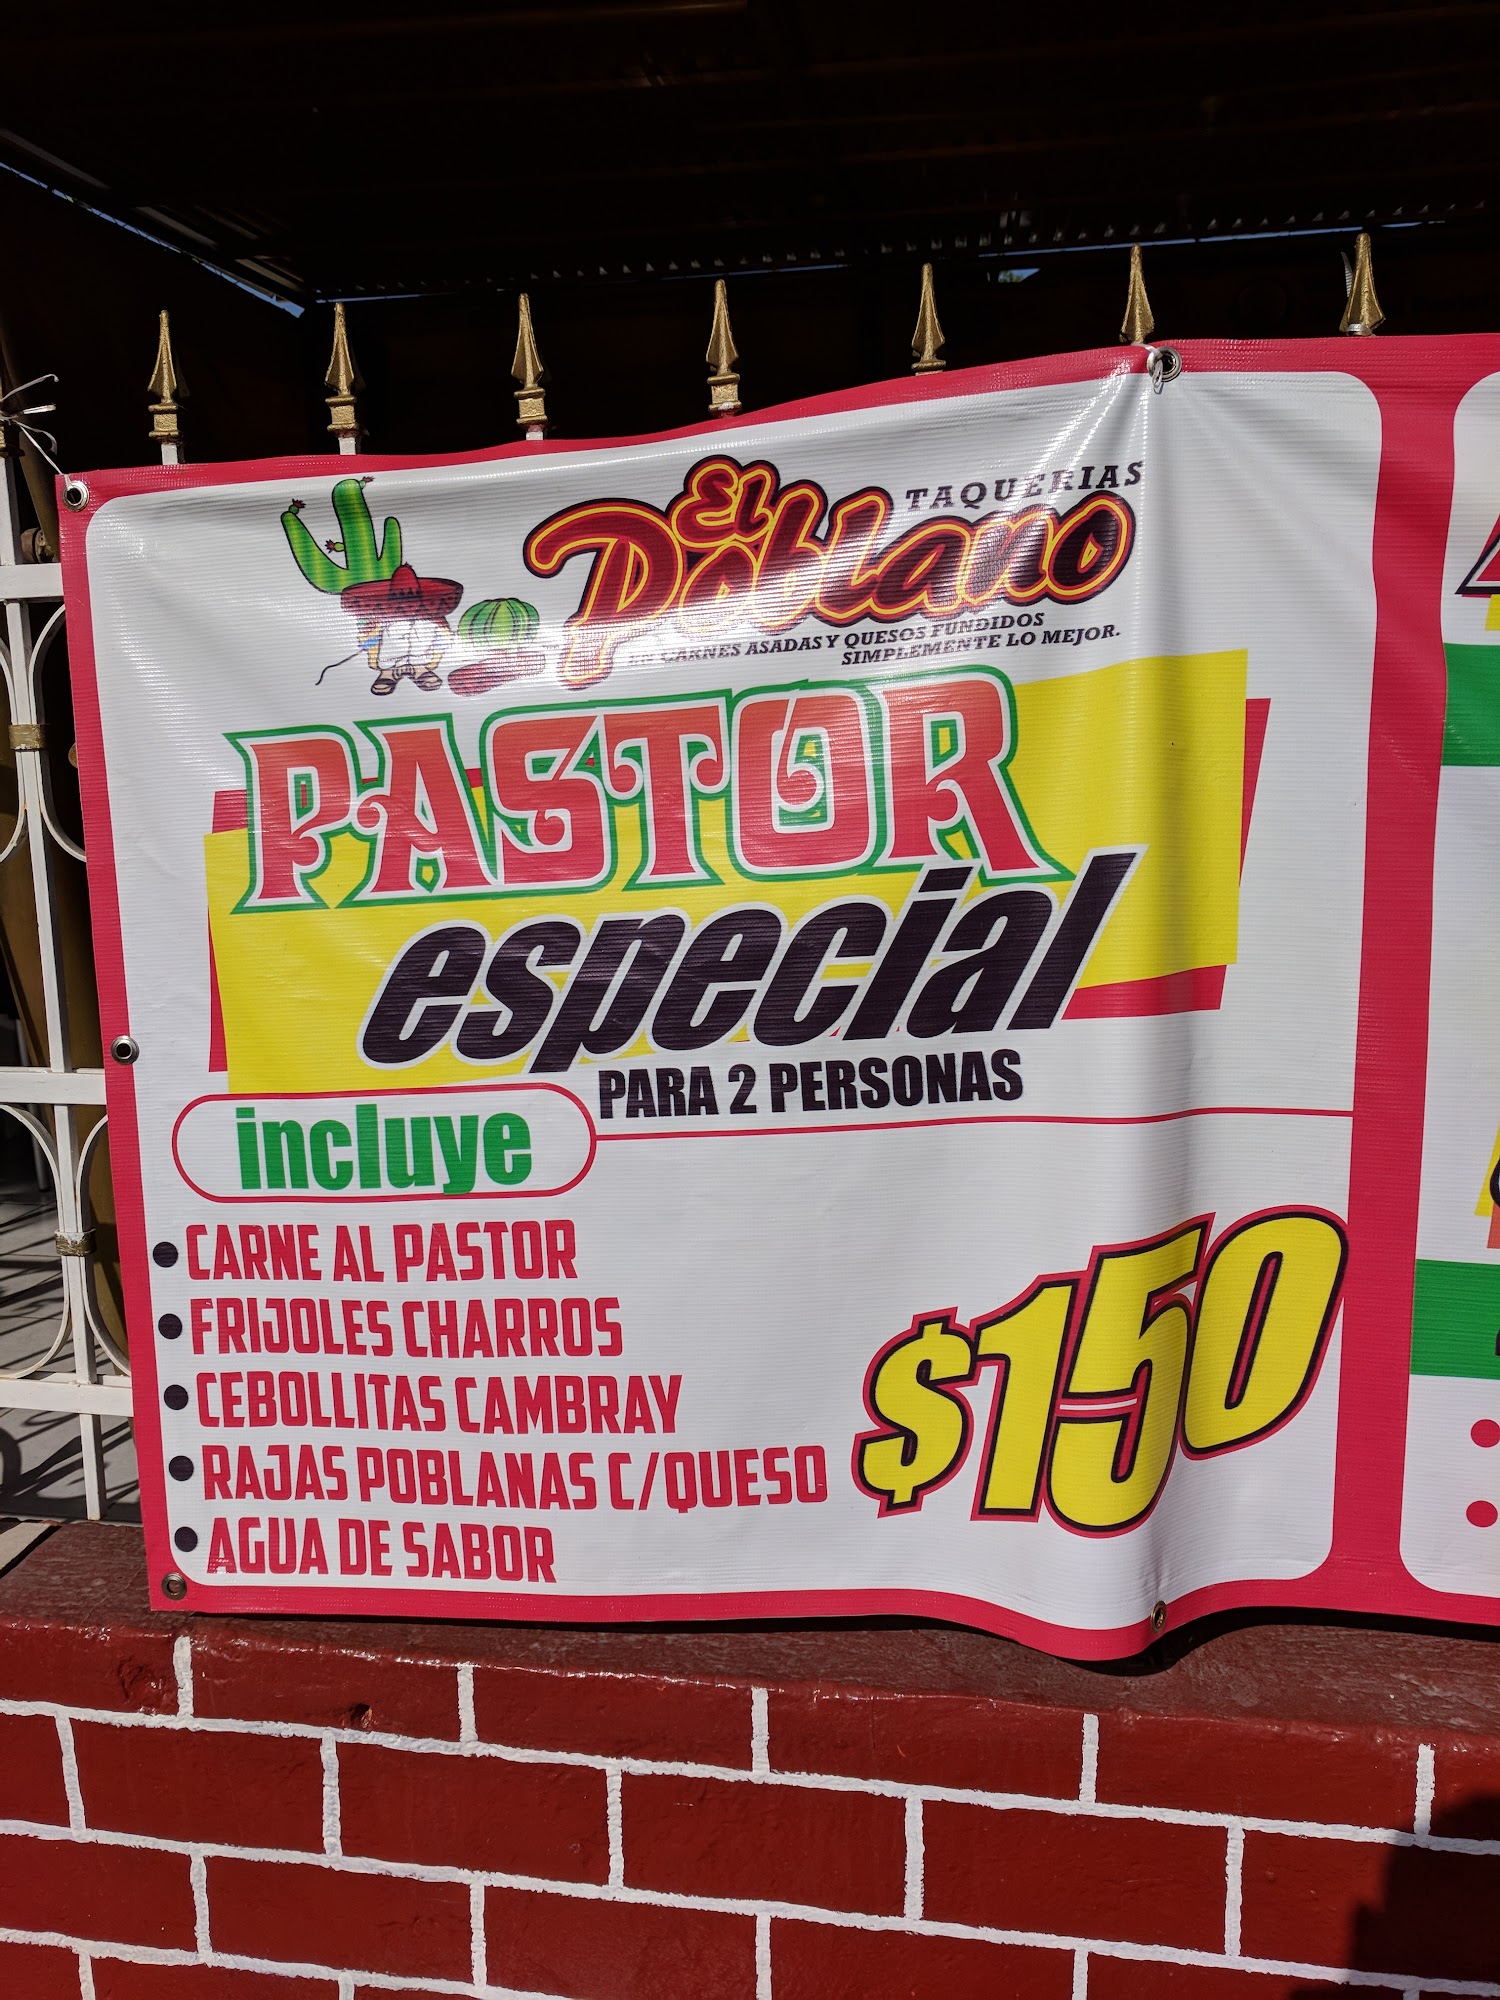 TAQUERIAS
El Poblano
EN CARNES ASADAS Y QUESOS FUNDIDOS
SIMPLEMENTE LO MEJOR.
PASTOR
especial
PARA 2 PERSONAS
incluye
• CARNE AL PASTOR
• FRIJOLES CHARROS
• CEBOLLITAS CAMBRAY
• RAJAS POBLANAS C/QUESO
• AGUA DE SABOR
$150